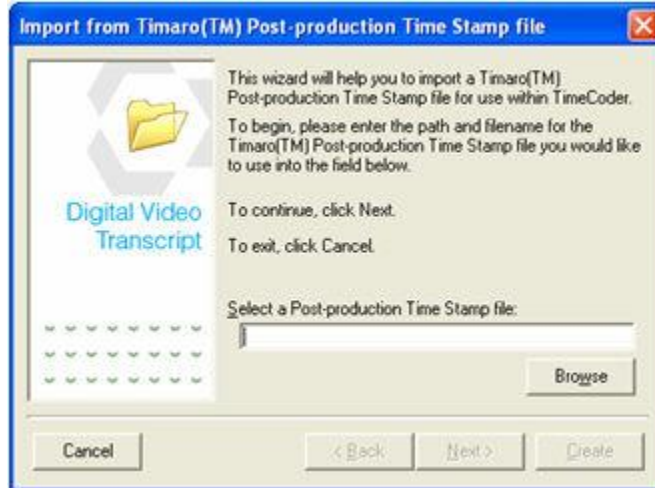 Import from Timaro(TM) Post-production Time Stamp file
This wizard will help you to import a Timaro(TM)
Post-production Time Stamp file for use within TimeCoder.
To begin, please enter the path and filename for the
Timaro(TM) Post-production Time Stamp file you would like
to use into the field below.
Digital Video
Transcript
To continue, click Next.
To exit, click Cancel.
Select a Post-production Time Stamp file:
Browse
Cancel
< Back
Next >
Create